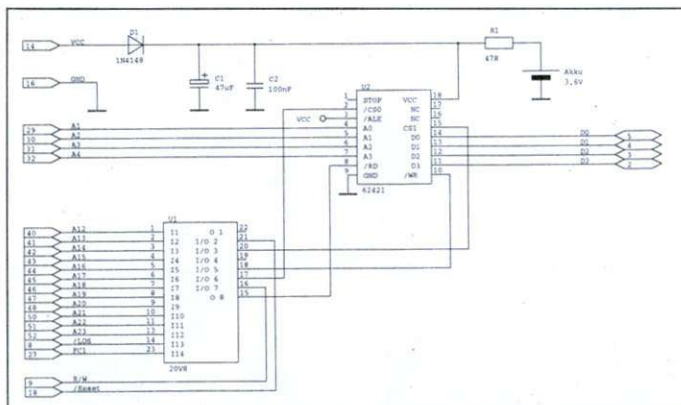 14 VCC
D1
1N4148
R1
47R
16 GND
C1
47uF
C2
100nF
Akku
3,6V
U2
1 STOP VCC 18
2 /CS0 NC 17
VCC 3 /ALE NC 16
29 A1 4 A0 CS1 15
30 A2 5 A1 D0 14 D0 5
31 A3 6 A2 D1 13 D1 4
32 A4 7 A3 D2 12 D2 3
8 /RD D3 11 D3 2
9 GND /WR 10
62421
U1
40 A12 1 I1 O 1 22
41 A13 2 I2 I/O 2 21
42 A14 3 I3 I/O 3 20
43 A15 4 I4 I/O 4 19
44 A16 5 I5 I/O 5 18
45 A17 6 I6 I/O 6 17
46 A18 7 I7 I/O 7 16
47 A19 8 I8 O 8 15
48 A20 9 I9
50 A21 10 I10
51 A22 11 I11
52 A23 13 I12
8 /LDS 14 I13
27 FC1 23 I14
20V8
9 R/W
18 /Reset